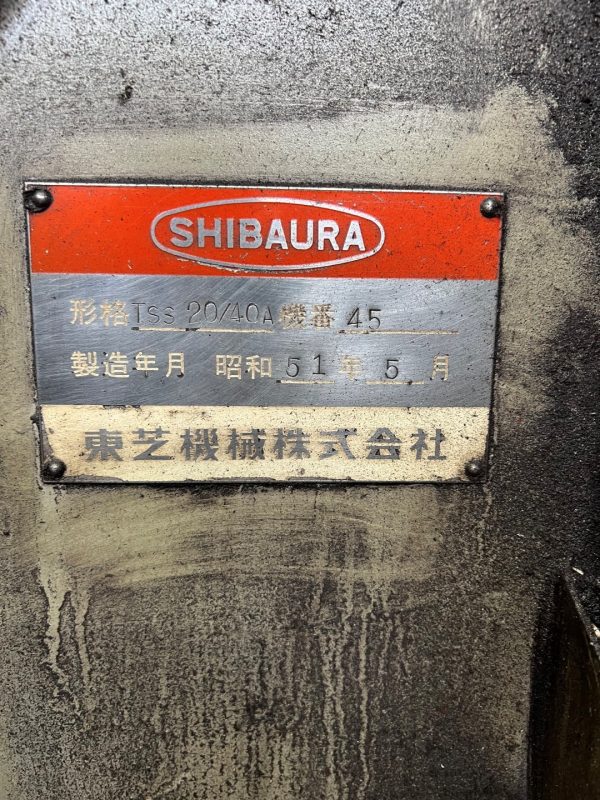 SHIBAURA
形格 TSS 20/40A 機番 45
製造年月 昭和 51 年 5 月
東芝機械株式会社